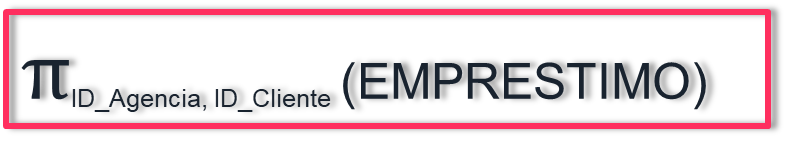 πID_Agencia, ID_Cliente (EMPRESTIMO)